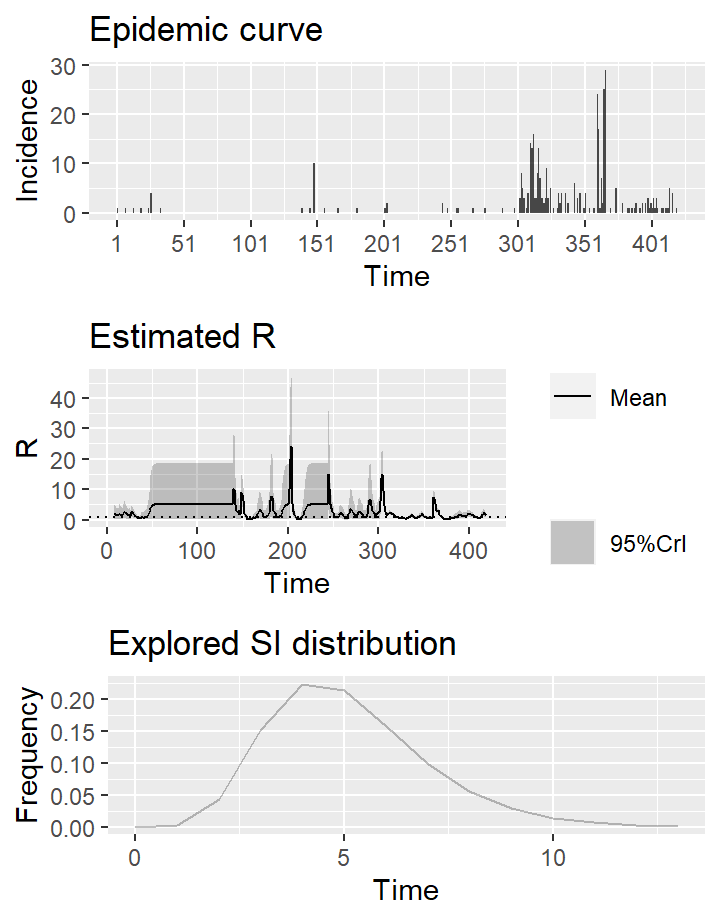 Epidemic curve
30
20
10
0
Incidence
1 51 101 151 201 251 301 351 401
Time
Estimated R
40
30
20
10
0
R
0 100 200 300 400
Time
Mean
95%CrI
Explored SI distribution
0.20
0.15
0.10
0.05
0.00
Frequency
0 5 10
Time